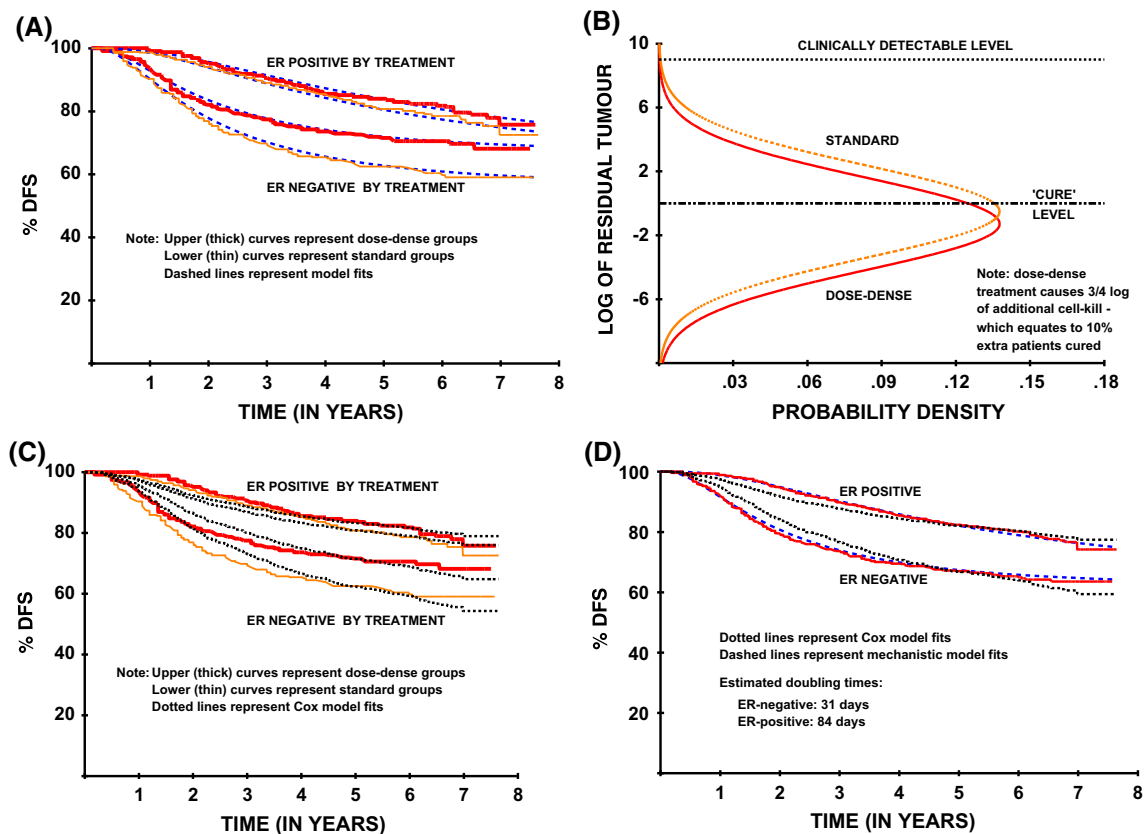 (A)
100
80
60
40
20
% DFS
ER POSITIVE BY TREATMENT
ER NEGATIVE BY TREATMENT
Note: Upper (thick) curves represent dose-dense groups
Lower (thin) curves represent standard groups
Dashed lines represent model fits
1 2 3 4 5 6 7 8
TIME (IN YEARS)
(B)
10
6
2
-2
-6
LOG OF RESIDUAL TUMOUR
CLINICALLY DETECTABLE LEVEL
STANDARD
'CURE'
LEVEL
DOSE-DENSE
Note: dose-dense
treatment causes 3/4 log
of additional cell-kill -
which equates to 10%
extra patients cured
.03 .06 .09 .12 .15 .18
PROBABILITY DENSITY
(C)
100
80
60
40
20
% DFS
ER POSITIVE BY TREATMENT
ER NEGATIVE BY TREATMENT
Note: Upper (thick) curves represent dose-dense groups
Lower (thin) curves represent standard groups
Dotted lines represent Cox model fits
1 2 3 4 5 6 7 8
TIME (IN YEARS)
(D)
100
80
60
40
20
% DFS
ER POSITIVE
ER NEGATIVE
Dotted lines represent Cox model fits
Dashed lines represent mechanistic model fits
Estimated doubling times:
ER-negative: 31 days
ER-positive: 84 days
1 2 3 4 5 6 7 8
TIME (IN YEARS)